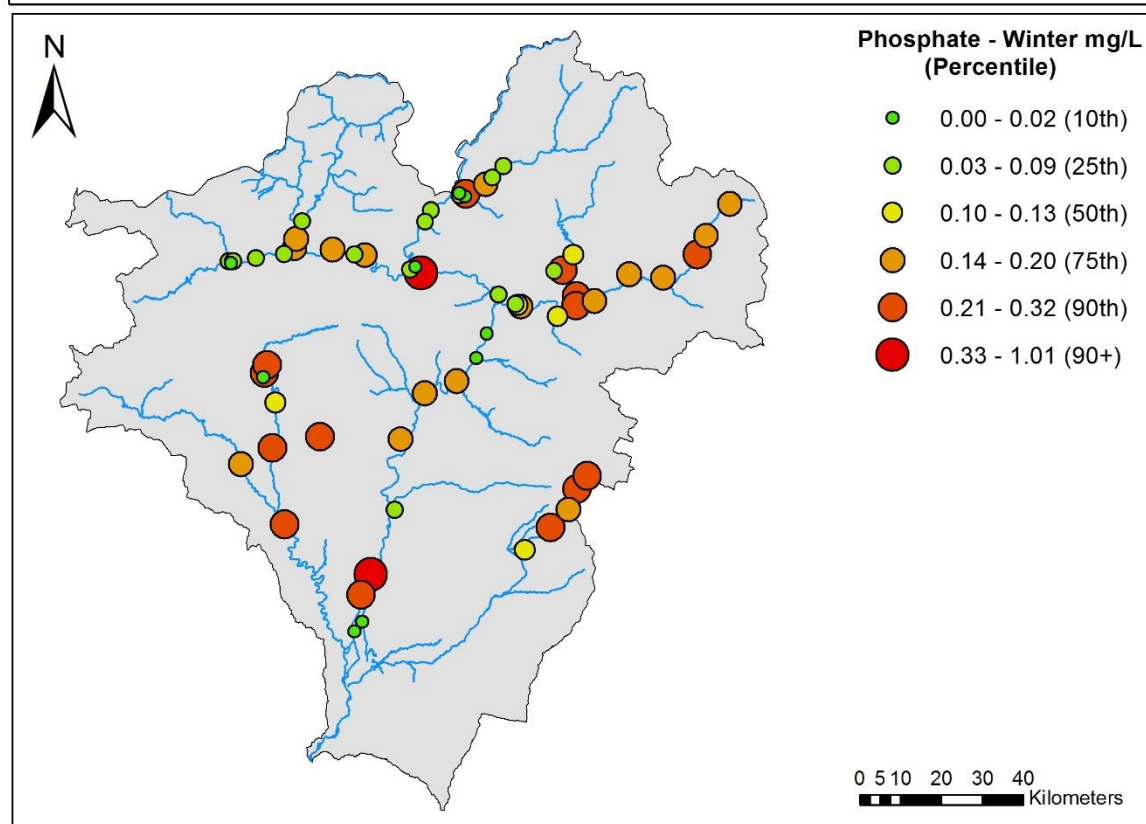 N
Phosphate - Winter mg/L
(Percentile)
0.00 - 0.02 (10th)
0.03 - 0.09 (25th)
0.10 - 0.13 (50th)
0.14 - 0.20 (75th)
0.21 - 0.32 (90th)
0.33 - 1.01 (90+)
0 5 10 20 30 40
Kilometers